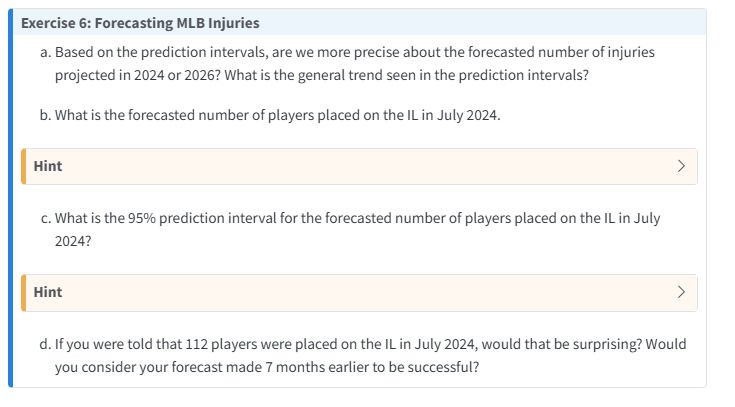 Exercise 6: Forecasting MLB Injuries
a. Based on the prediction intervals, are we more precise about the forecasted number of injuries
projected in 2024 or 2026? What is the general trend seen in the prediction intervals?
b. What is the forecasted number of players placed on the IL in July 2024.
Hint
c. What is the 95% prediction interval for the forecasted number of players placed on the IL in July
2024?
Hint
d. If you were told that 112 players were placed on the IL in July 2024, would that be surprising? Would
you consider your forecast made 7 months earlier to be successful?